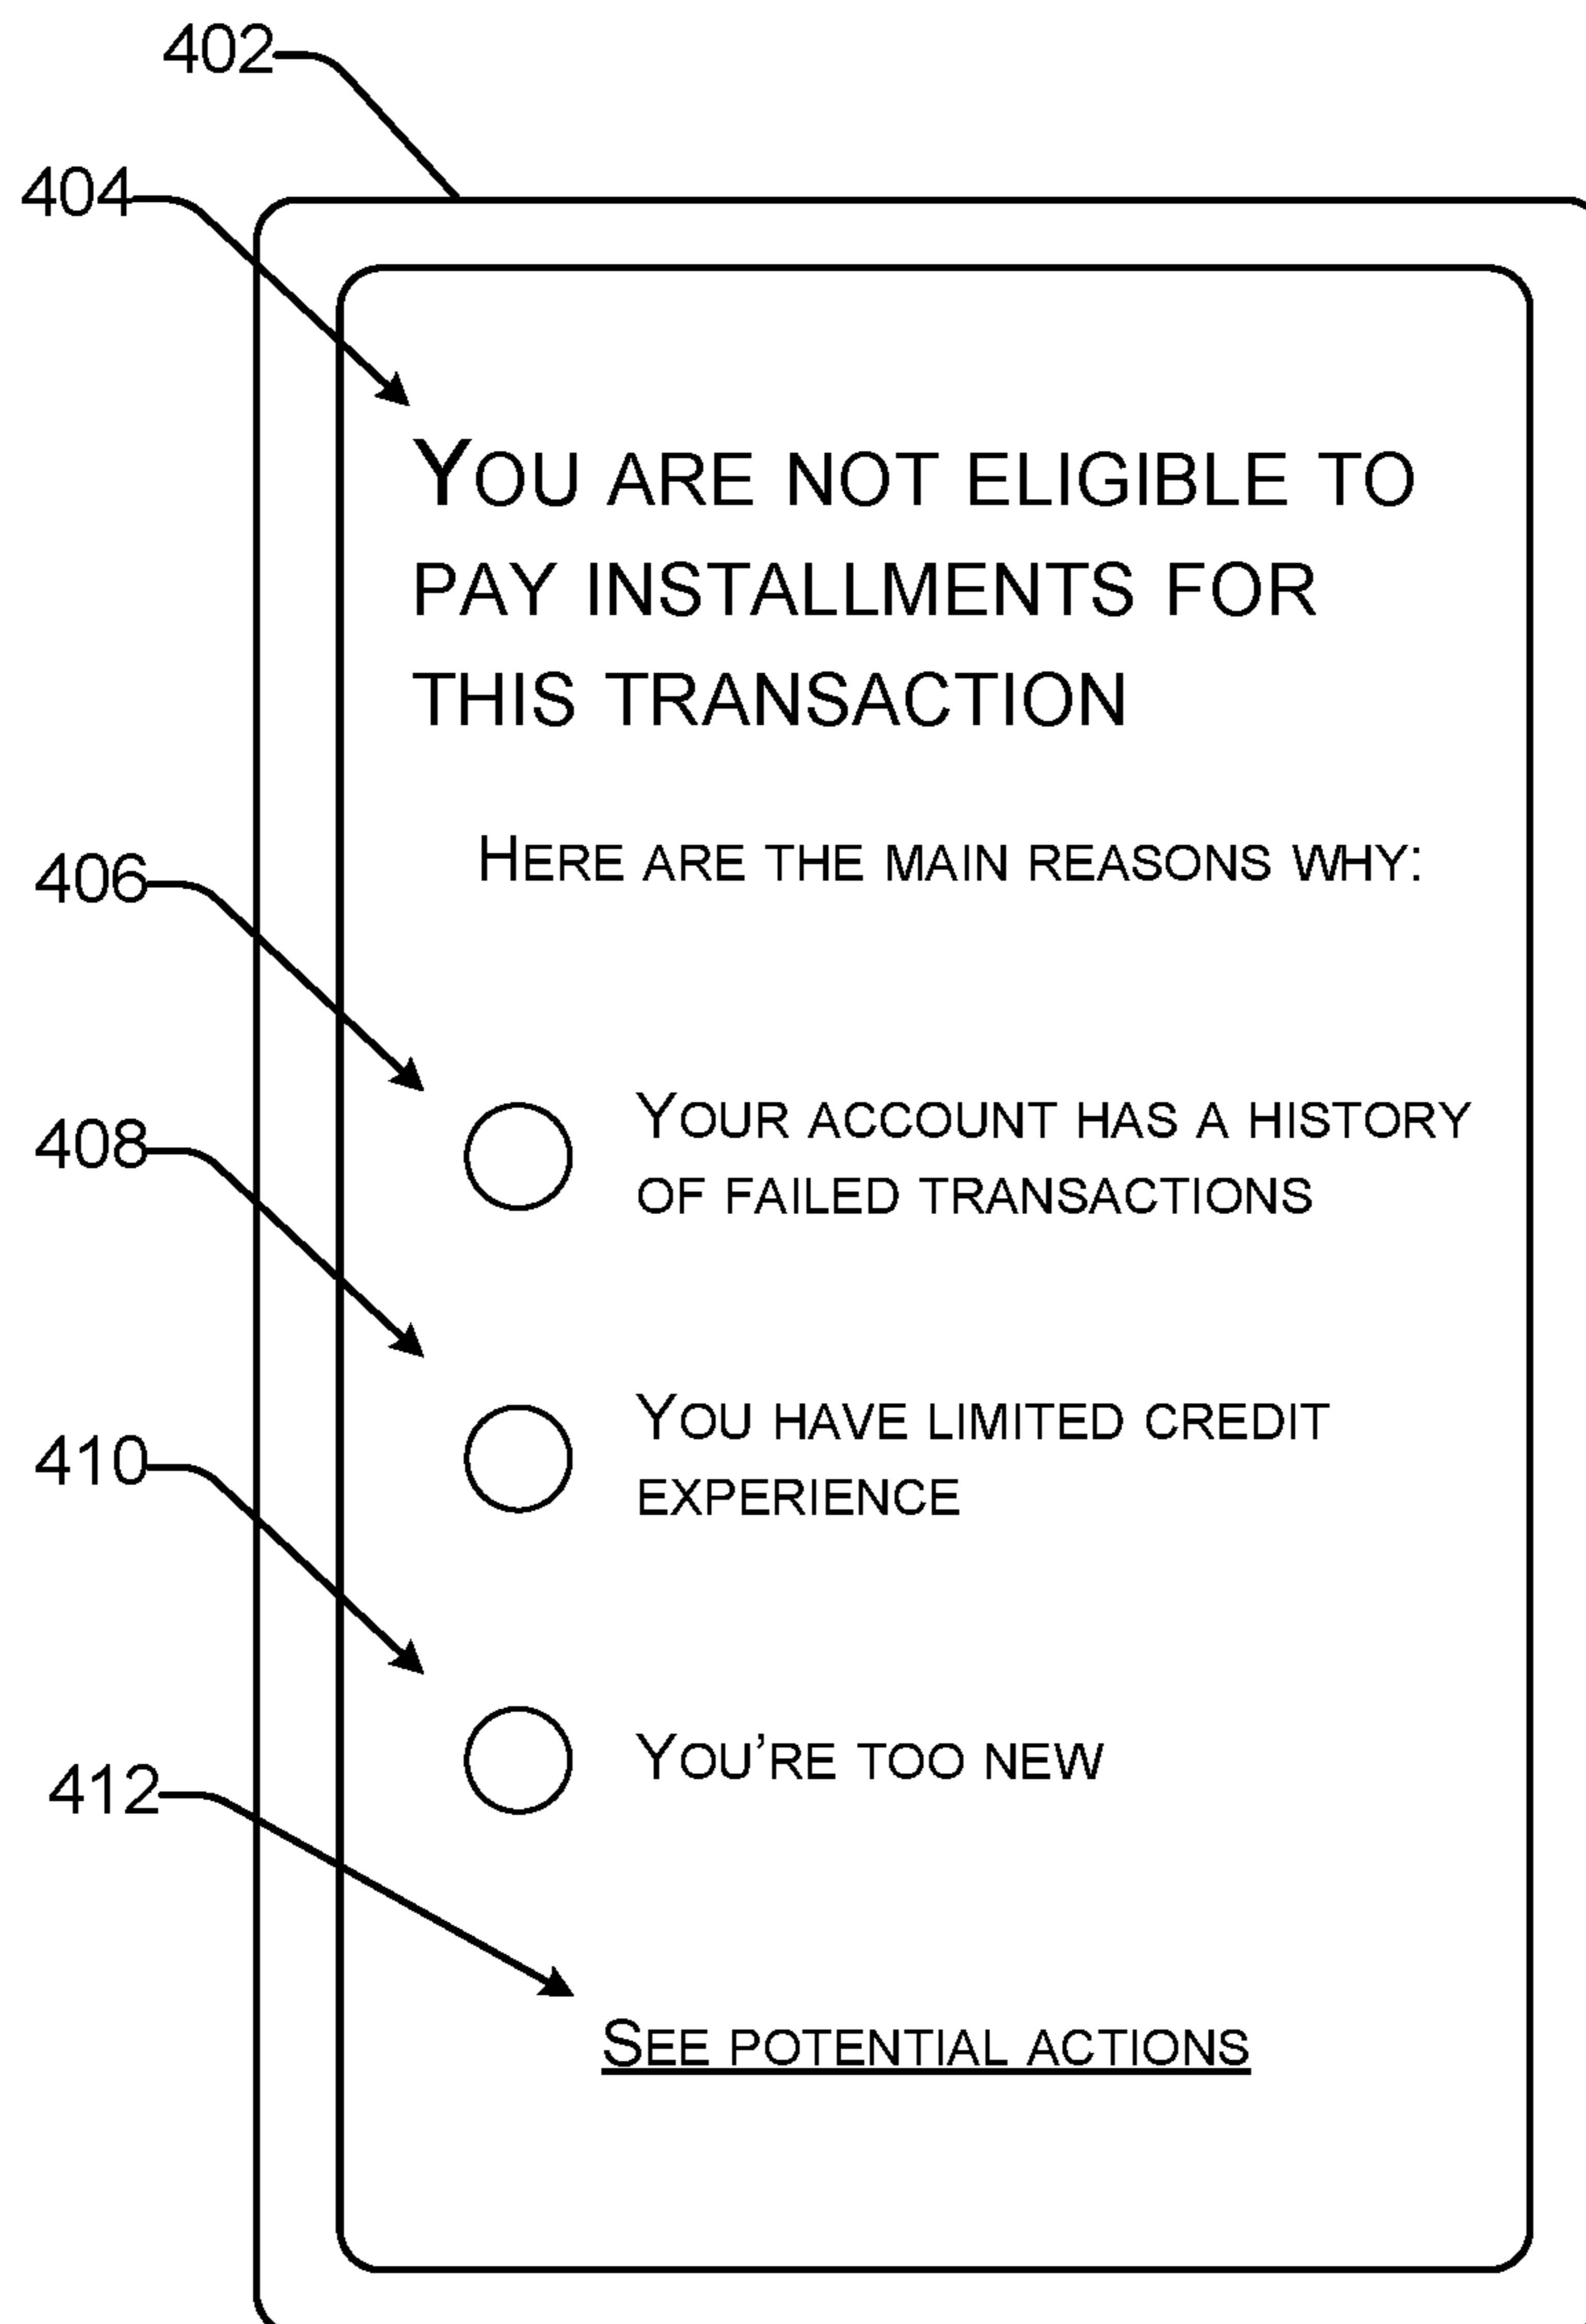 402
404
YOU ARE NOT ELIGIBLE TO
PAY INSTALLMENTS FOR
THIS TRANSACTION
HERE ARE THE MAIN REASONS WHY:
406
YOUR ACCOUNT HAS A HISTORY
OF FAILED TRANSACTIONS
408
YOU HAVE LIMITED CREDIT
EXPERIENCE
410
YOU'RE TOO NEW
412
SEE POTENTIAL ACTIONS